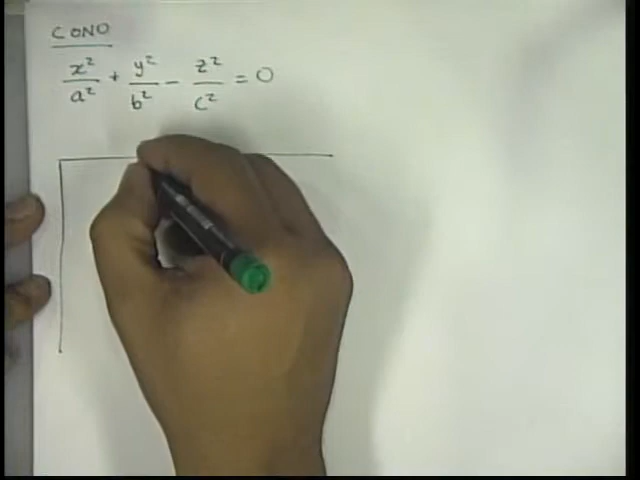 CONO
x²/a² + y²/b² - z²/c² = 0